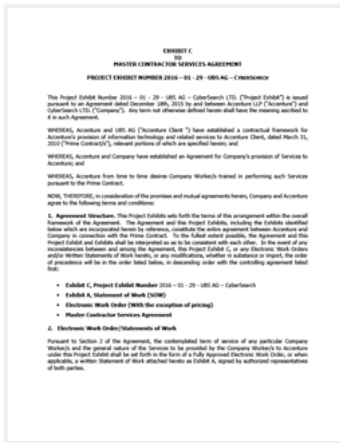 EXHIBIT C
TO
MASTER CONTRACTOR SERVICES AGREEMENT
PROJECT EXHIBIT NUMBER 2016 – 01 - 29 - UBS AG – CYBERSEARCH
This Project Exhibit Number 2016 – 01 - 29 - UBS AG – CyberSearch LTD. ("Project Exhibit") is issued
pursuant to an Agreement dated December 18th, 2015 by and between Accenture LLP ("Accenture") and
CyberSearch LTD. ("Company"). Any term not otherwise defined herein shall have the meaning ascribed to
it in such Agreement.
WHEREAS, Accenture and UBS AG ("Accenture Client") have established a contractual framework for
Accenture's provision of information technology and related services to Accenture Client, dated March 31,
2010 ("Prime Contract/s"), relevant portions of which are specified herein; and
WHEREAS, Accenture and Company have established an Agreement for Company's provision of Services to
Accenture; and
WHEREAS, Accenture from time to time desires Company Worker/s trained in performing such Services
pursuant to the Prime Contract.
NOW, THEREFORE, in consideration of the promises and mutual agreements herein, Company and Accenture
agree to the following terms and conditions:
1. Agreement Structure. This Project Exhibits sets forth the terms of this arrangement within the overall
framework of the Agreement. The Agreement and this Project Exhibits, including the Exhibits identified
below which are incorporated herein by reference, constitute the entire agreement between Accenture and
Company in connection with the Prime Contract. To the fullest extent possible, the Agreement and this
Project Exhibit and Exhibits shall be interpreted so as to be consistent with each other. In the event of any
inconsistencies between and among the Agreement, this Project Exhibit C, or any Electronic Work Orders
and/or Written Statements of Work hereto, or any modifications, whether in substance or import, the order
of precedence will be in the order listed below, in descending order with the controlling agreement listed
first:
• Exhibit C, Project Exhibit Number 2016 – 01 - 29 - UBS AG – CyberSearch
• Exhibit A, Statement of Work (SOW)
• Electronic Work Order (With the exception of pricing)
• Master Contractor Services Agreement
2. Electronic Work Order/Statements of Work
Pursuant to Section 2 of the Agreement, the contemplated term of service of any particular Company
Worker/s and the general nature of the Services to be provided by the Company Worker/s to Accenture
under this Project Exhibit shall be set forth in the form of a Fully Approved Electronic Work Order, or when
applicable, a written Statement of Work attached hereto as Exhibit A, signed by authorized representatives
of both parties.